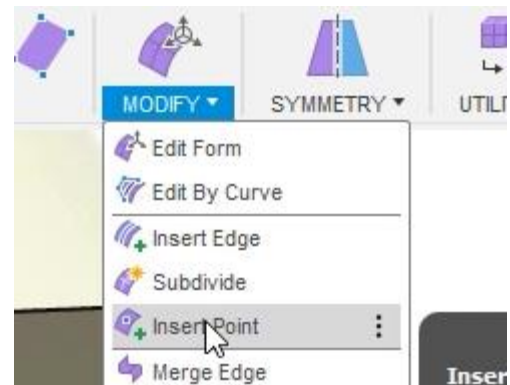 MODIFY SYMMETRY UTILI
Edit Form
Edit By Curve
Insert Edge
Subdivide
Insert Point
Merge Edge
Inser